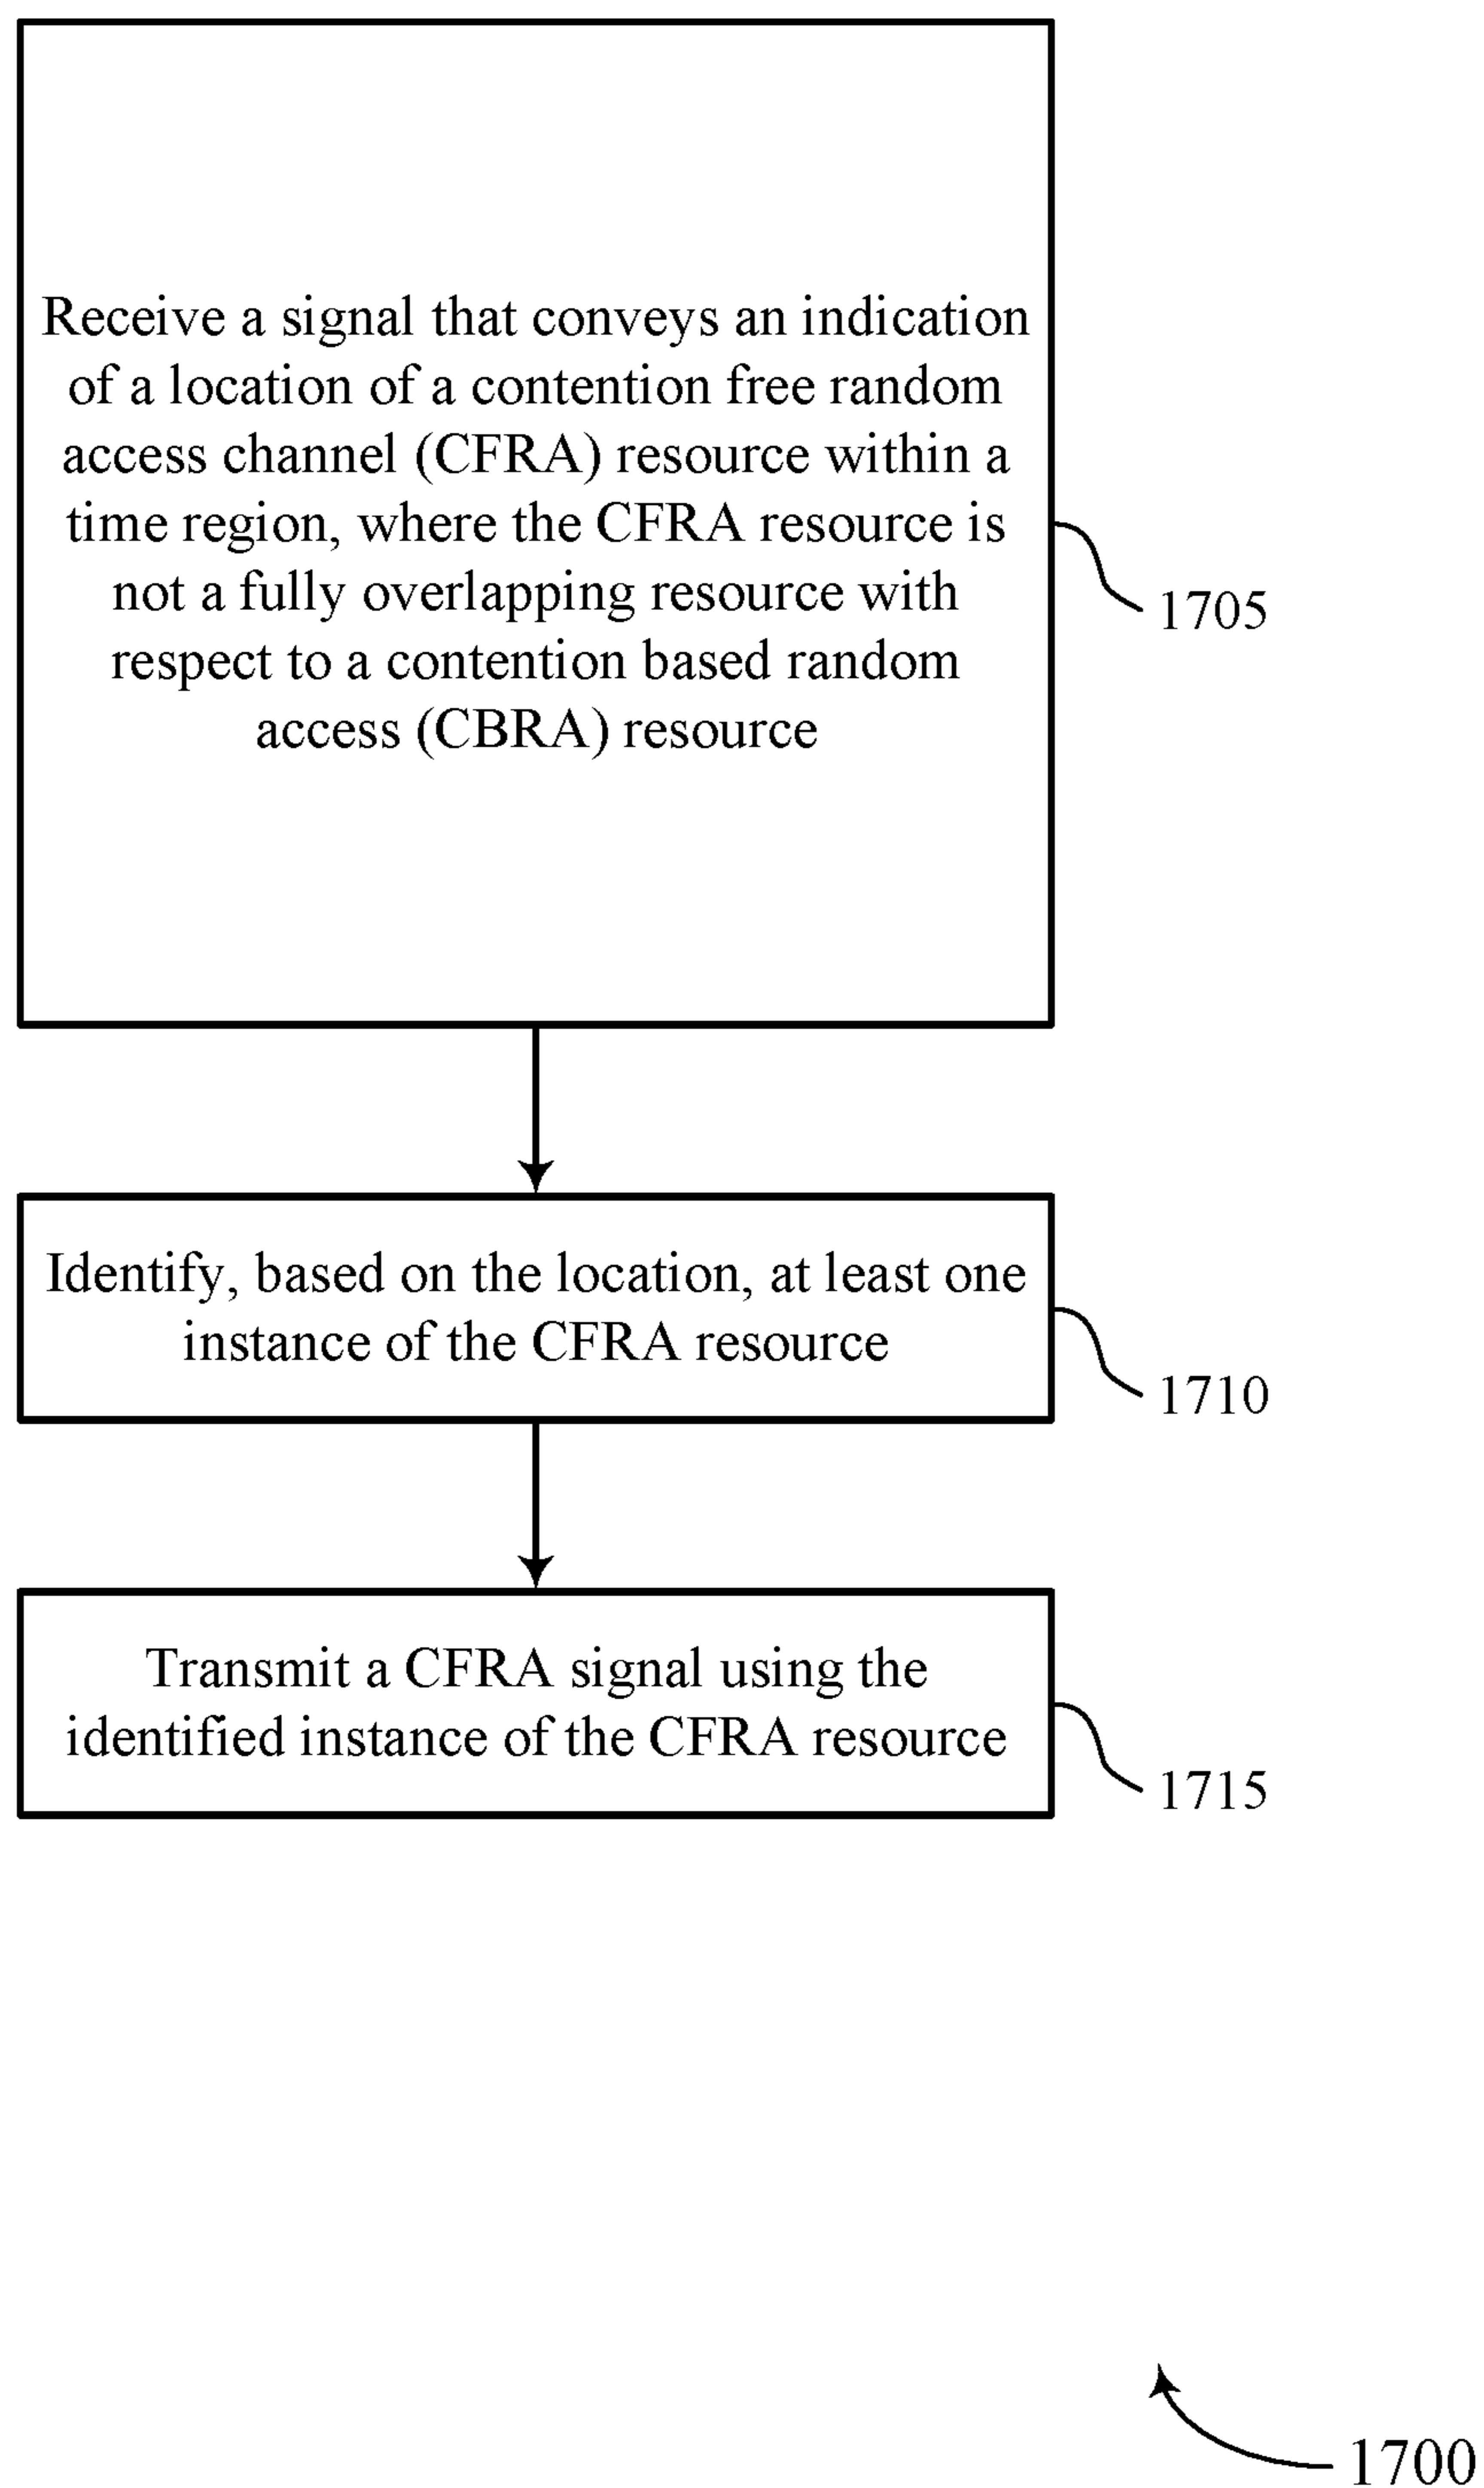 Receive a signal that conveys an indication
of a location of a contention free random
access channel (CFRA) resource within a
time region, where the CFRA resource is
not a fully overlapping resource with
respect to a contention based random
access (CBRA) resource
1705
Identify, based on the location, at least one
instance of the CFRA resource
1710
Transmit a CFRA signal using the
identified instance of the CFRA resource
1715
1700